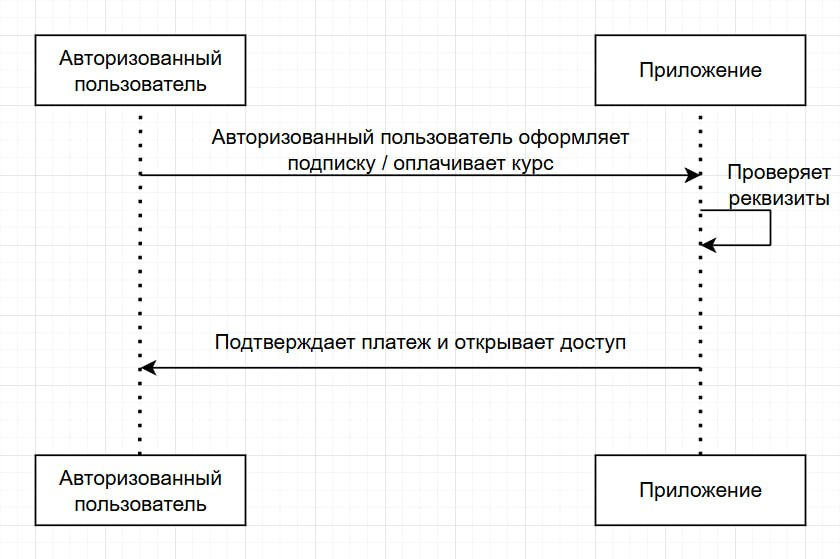 Авторизованный
пользователь
Приложение
Авторизованный пользователь оформляет
подписку / оплачивает курс
Проверяет
реквизиты
Подтверждает платеж и открывает доступ
Авторизованный
пользователь
Приложение